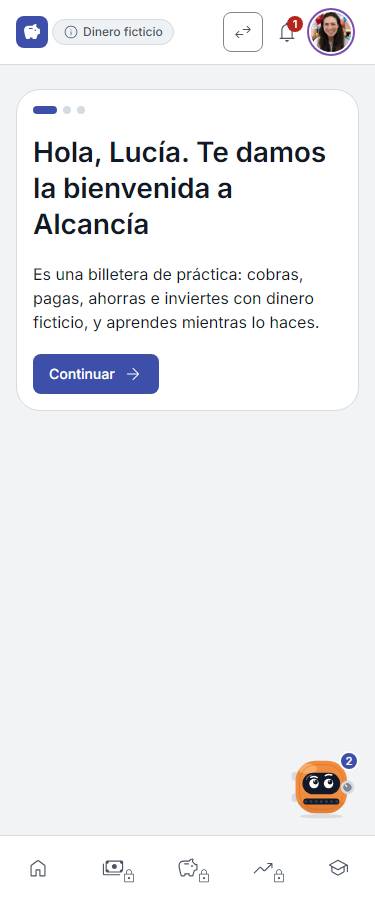 Dinero ficticio
1
Hola, Lucía. Te damos
la bienvenida a
Alcancía
Es una billetera de práctica: cobras,
pagas, ahorras e inviertes con dinero
ficticio, y aprendes mientras lo haces.
Continuar
2